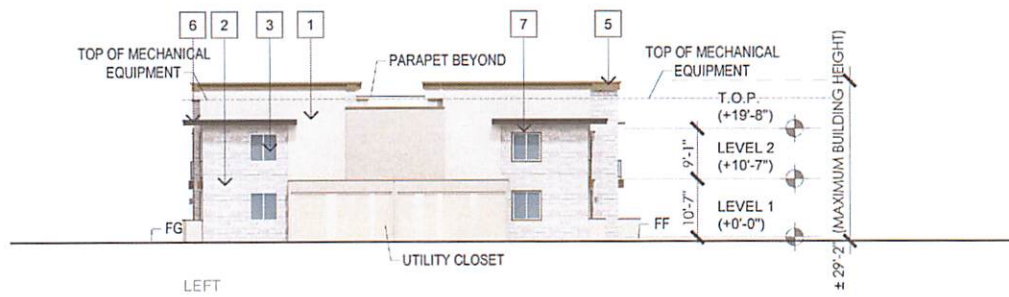 6 2 3 1 7 5
TOP OF MECHANICAL
EQUIPMENT
PARAPET BEYOND
TOP OF MECHANICAL
EQUIPMENT
T.O.P.
(+19'-8")
9'-1"
LEVEL 2
(+10'-7")
10'-7"
LEVEL 1
(+0'-0")
± 29'-2" (MAXIMUM BUILDING HEIGHT)
FG
FF
UTILITY CLOSET
LEFT